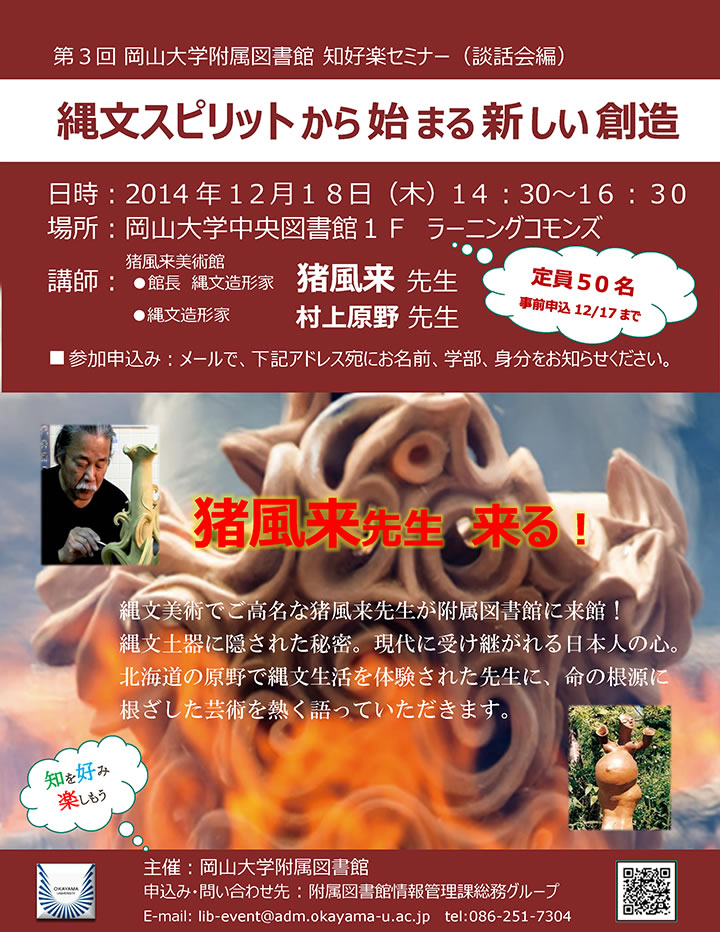 第３回 岡山大学附属図書館 知好楽セミナー（談話会編）
縄文スピリットから始まる新しい創造
日時：2014年１２月１８日（木）１４：30～１６：３０
場所：岡山大学中央図書館１Ｆ ラーニングコモンズ
講師：
猪風来美術館
●館長 縄文造形家 猪風来 先生
●縄文造形家 村上原野 先生
定員５０名
事前申込 12/17まで
■ 参加申込み：メールで、下記アドレス宛にお名前、学部、身分をお知らせください。
猪風来先生 来る！
縄文美術でご高名な猪風来先生が附属図書館に来館！
縄文土器に隠された秘密。現代に受け継がれる日本人の心。
北海道の原野で縄文生活を体験された先生に、命の根源に
根ざした芸術を熱く語っていただきます。
知を好み
楽しもう
主催：岡山大学附属図書館
申込み・問い合わせ先：附属図書館情報管理課総務グループ
E-mail: lib-event@adm.okayama-u.ac.jp tel:086-251-7304
OKAYAMA
UNIVERSITY